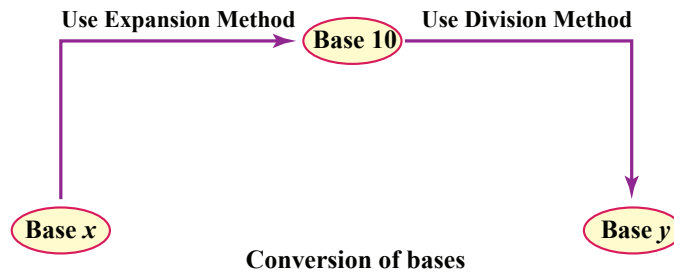 Use Expansion Method
Use Division Method
Base 10
Base x
Base y
Conversion of bases